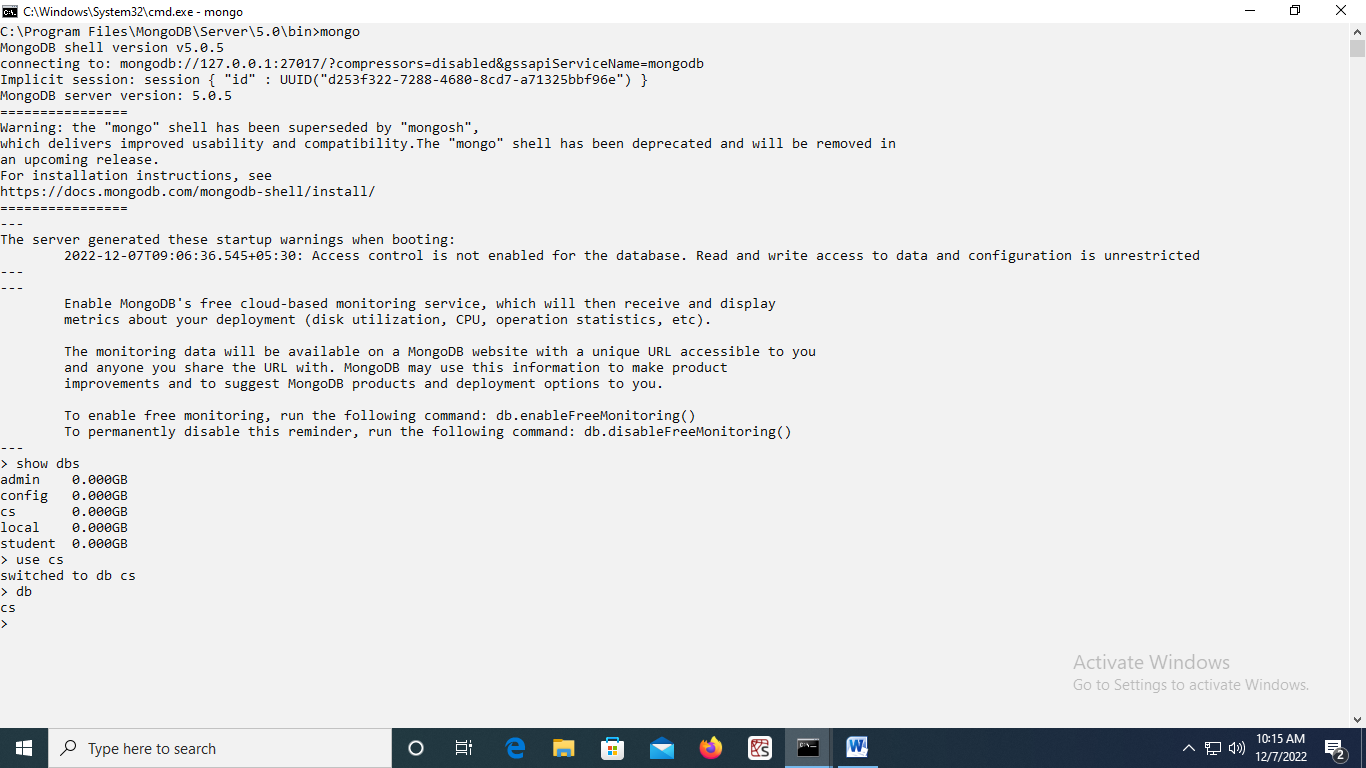 C:\Windows\System32\cmd.exe - mongo
C:\Program Files\MongoDB\Server\5.0\bin>mongo
MongoDB shell version v5.0.5
connecting to: mongodb://127.0.0.1:27017/?compressors=disabled&gssapiServiceName=mongodb
Implicit session: session { "id" : UUID("d253f322-7288-4680-8cd7-a71325bbf96e") }
MongoDB server version: 5.0.5
================
Warning: the "mongo" shell has been superseded by "mongosh",
which delivers improved usability and compatibility.The "mongo" shell has been deprecated and will be removed in
an upcoming release.
For installation instructions, see
https://docs.mongodb.com/mongodb-shell/install/
================
---
The server generated these startup warnings when booting:
        2022-12-07T09:06:36.545+05:30: Access control is not enabled for the database. Read and write access to data and configuration is unrestricted
---
---
        Enable MongoDB's free cloud-based monitoring service, which will then receive and display
        metrics about your deployment (disk utilization, CPU, operation statistics, etc).

        The monitoring data will be available on a MongoDB website with a unique URL accessible to you
        and anyone you share the URL with. MongoDB may use this information to make product
        improvements and to suggest MongoDB products and deployment options to you.

        To enable free monitoring, run the following command: db.enableFreeMonitoring()
        To permanently disable this reminder, run the following command: db.disableFreeMonitoring()
---
> show dbs
admin    0.000GB
config   0.000GB
cs       0.000GB
local    0.000GB
student  0.000GB
> use cs
switched to db cs
> db
cs
>
Activate Windows
Go to Settings to activate Windows.
Type here to search
10:15 AM
12/7/2022
2